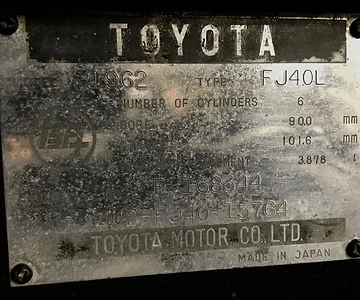 TOYOTA
1962 TYPE FJ40L
NUMBER OF CYLINDERS 6
BORE 90.0 mm
101.6 mm
3.878 ℓ
FJ40-15764
TOYOTA MOTOR CO.LTD.
MADE IN JAPAN